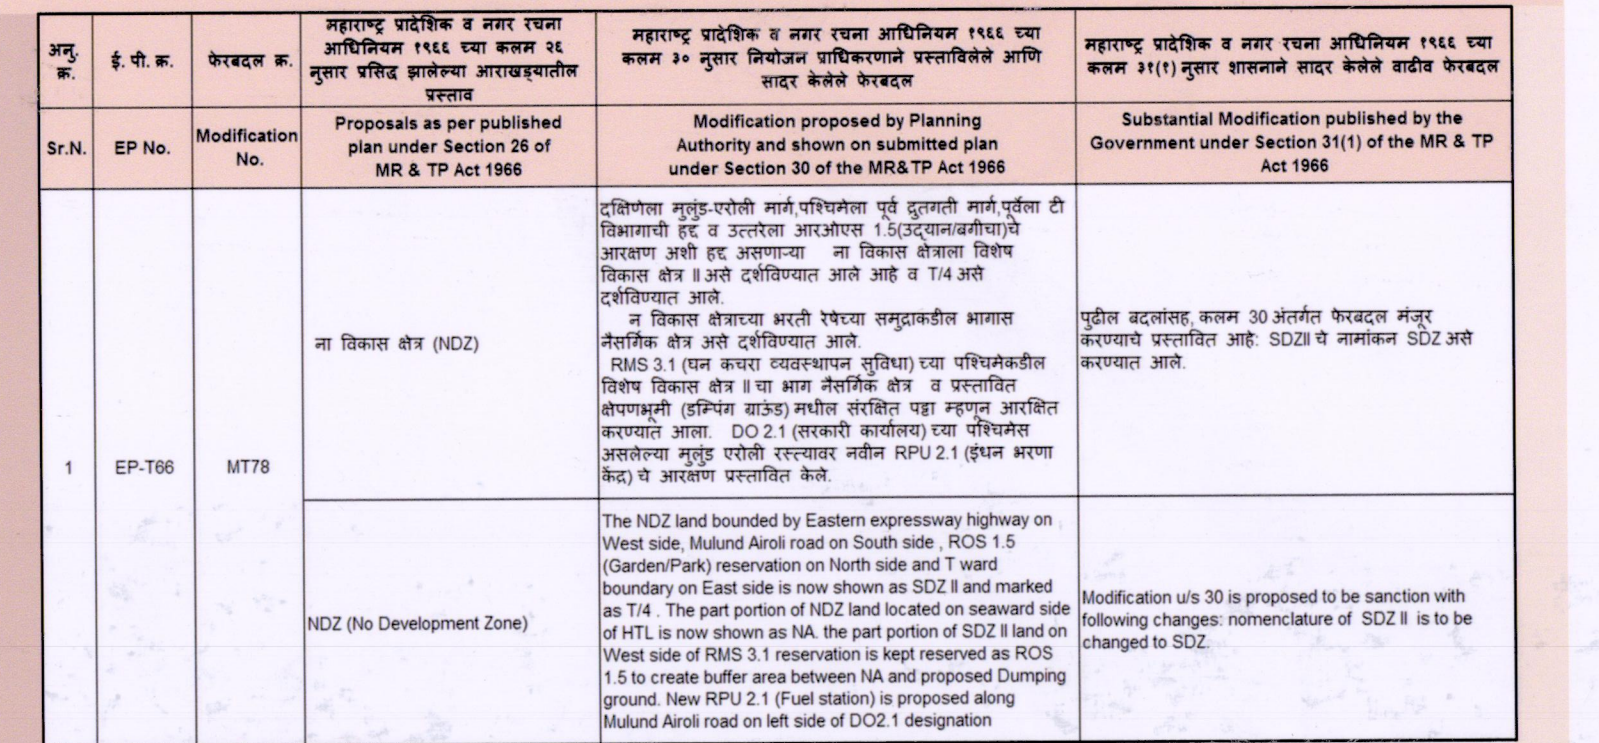 अनु.
क्र.
ई. पी. क्र.
फेरबदल क्र.
महाराष्ट्र प्रादेशिक व नगर रचना
आधिनियम १९६६ च्या कलम २६
नुसार प्रसिद्ध झालेल्या आराखड्यातील
प्रस्ताव
महाराष्ट्र प्रादेशिक व नगर रचना आधिनियम १९६६ च्या
कलम ३० नुसार नियोजन प्राधिकरणाने प्रस्ताविलेले आणि
सादर केलेले फेरबदल
महाराष्ट्र प्रादेशिक व नगर रचना आधिनियम १९६६ च्या
कलम ३१(१) नुसार शासनाने सादर केलेले वाढीव फेरबदल
Sr.N.
EP No.
Modification
No.
Proposals as per published
plan under Section 26 of
MR & TP Act 1966
Modification proposed by Planning
Authority and shown on submitted plan
under Section 30 of the MR&TP Act 1966
Substantial Modification published by the
Government under Section 31(1) of the MR & TP
Act 1966
1
EP-T66
MT78
ना विकास क्षेत्र (NDZ)
दक्षिणेला मुलुंड-एरोली मार्ग,पश्चिमेला पूर्व द्रुतगती मार्ग,पूर्वेला टी
विभागाची हद्द व उत्तरेला आरओएस 1.5(उद्यान/बगीचा)चे
आरक्षण अशी हद्द असणाऱ्या ना विकास क्षेत्राला विशेष
विकास क्षेत्र II असे दर्शविण्यात आले आहे व T/4 असे
दर्शविण्यात आले.
न विकास क्षेत्राच्या भरती रेषेच्या समुद्राकडील भागास
नैसर्गिक क्षेत्र असे दर्शविण्यात आले.
RMS 3.1 (घन कचरा व्यवस्थापन सुविधा) च्या पश्चिमेकडील
विशेष विकास क्षेत्र II चा भाग नैसर्गिक क्षेत्र व प्रस्तावित
क्षेपणभूमी (डम्पिंग ग्राऊंड) मधील संरक्षित पट्टा म्हणून आरक्षित
करण्यात आला. DO 2.1 (सरकारी कार्यालय) च्या पश्चिमेस
असलेल्या मुलुंड एरोली रस्त्यावर नवीन RPU 2.1 (इंधन भरणा
केंद्र) चे आरक्षण प्रस्तावित केले.
पुढील बदलांसह, कलम 30 अंतर्गत फेरबदल मंजूर
करण्याचे प्रस्तावित आहे: SDZII चे नामांकन SDZ असे
करण्यात आले.
NDZ (No Development Zone)
The NDZ land bounded by Eastern expressway highway on
West side, Mulund Airoli road on South side , ROS 1.5
(Garden/Park) reservation on North side and T ward
boundary on East side is now shown as SDZ II and marked
as T/4 . The part portion of NDZ land located on seaward side
of HTL is now shown as NA. the part portion of SDZ II land on
West side of RMS 3.1 reservation is kept reserved as ROS
1.5 to create buffer area between NA and proposed Dumping
ground. New RPU 2.1 (Fuel station) is proposed along
Mulund Airoli road on left side of DO2.1 designation
Modification u/s 30 is proposed to be sanction with
following changes: nomenclature of SDZ II is to be
changed to SDZ